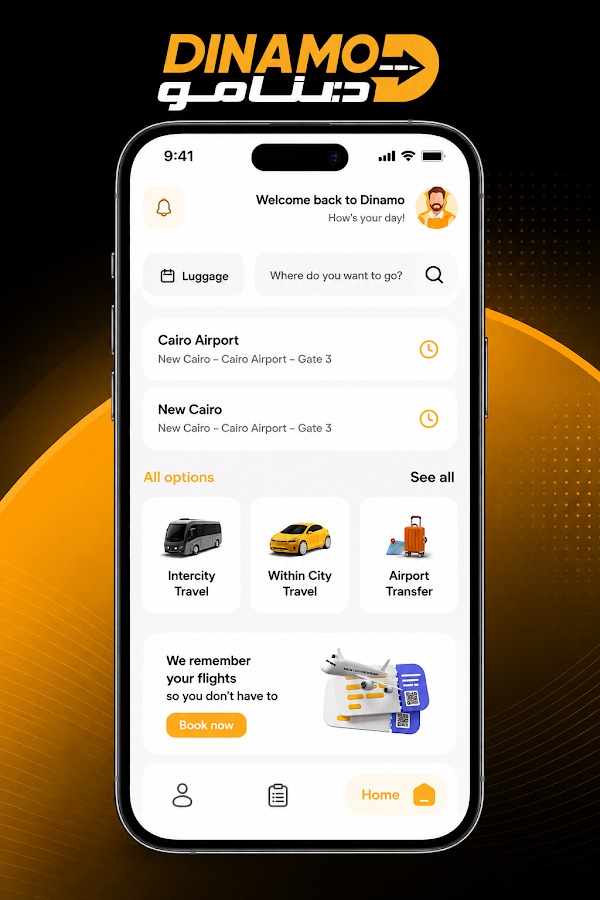 DINAMO
دينامو
9:41
Welcome back to Dinamo
How's your day!
Luggage
Where do you want to go?
Cairo Airport
New Cairo – Cairo Airport – Gate 3
New Cairo
New Cairo – Cairo Airport – Gate 3
All options
See all
Intercity
Travel
Within City
Travel
Airport
Transfer
We remember
your flights
so you don't have to
Book now
Home